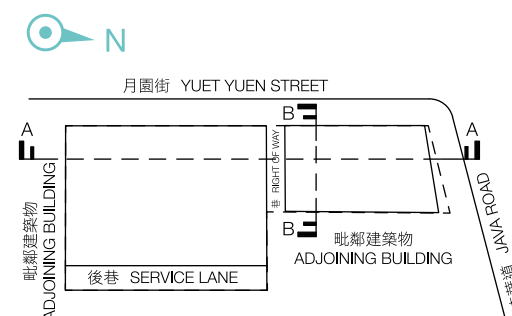 N
月園街 YUET YUEN STREET
A
B
A
巷 RIGHT OF WAY
毗鄰建築物
ADJOINING BUILDING
B
毗鄰建築物
ADJOINING BUILDING
後巷 SERVICE LANE
JAVA ROAD